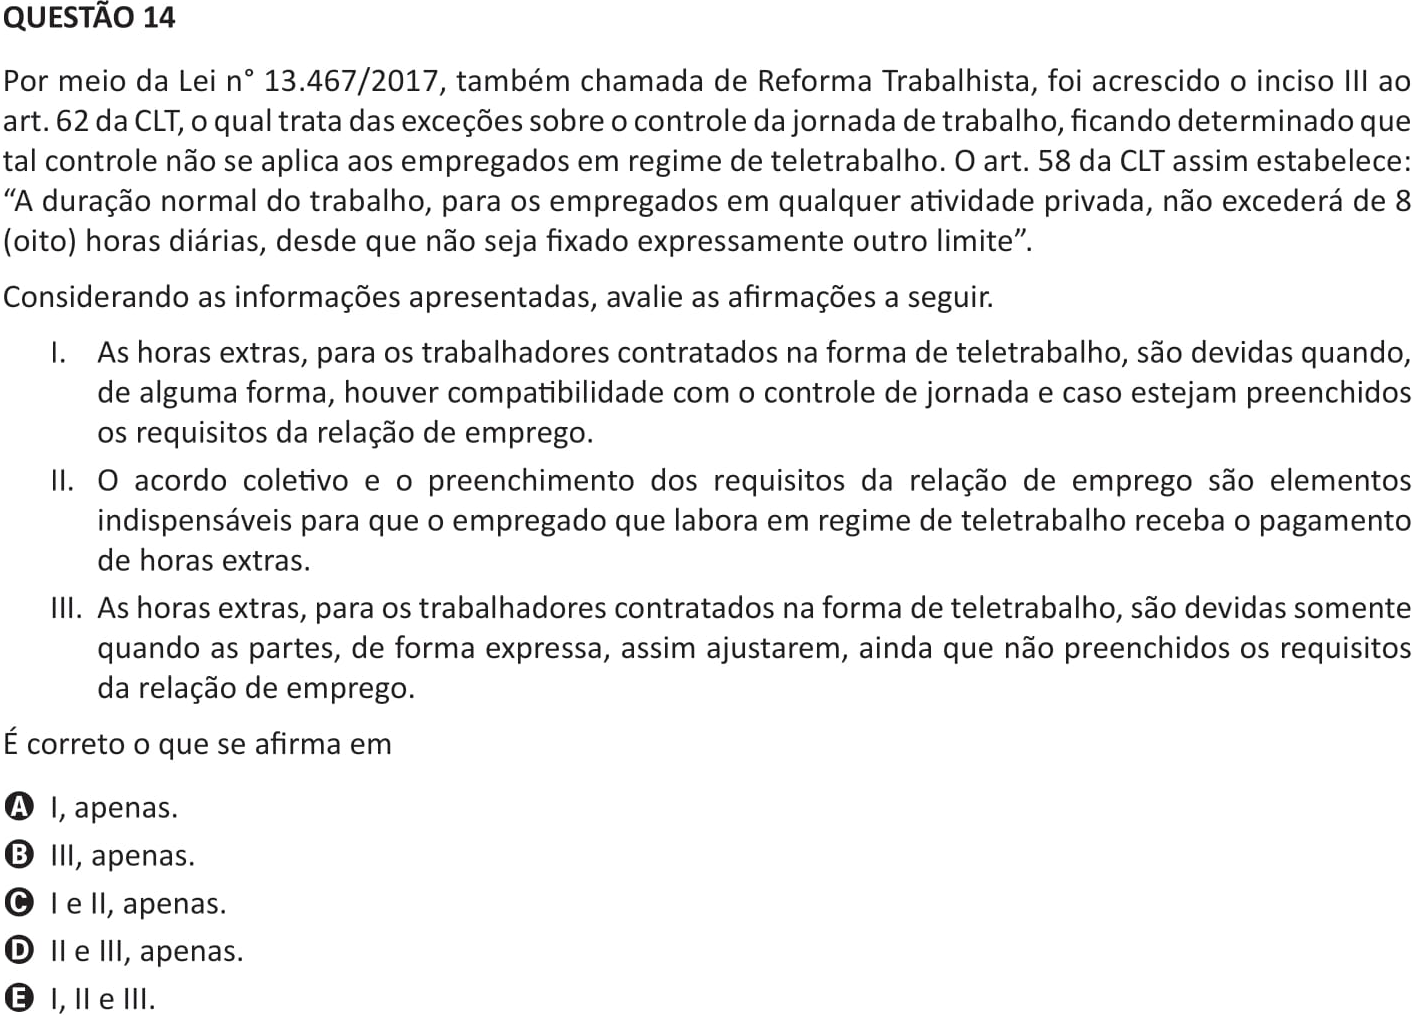 QUESTÃO 14
Por meio da Lei n° 13.467/2017, também chamada de Reforma Trabalhista, foi acrescido o inciso III ao
art. 62 da CLT, o qual trata das exceções sobre o controle da jornada de trabalho, ficando determinado que
tal controle não se aplica aos empregados em regime de teletrabalho. O art. 58 da CLT assim estabelece:
“A duração normal do trabalho, para os empregados em qualquer atividade privada, não excederá de 8
(oito) horas diárias, desde que não seja fixado expressamente outro limite”.
Considerando as informações apresentadas, avalie as afirmações a seguir.
I. As horas extras, para os trabalhadores contratados na forma de teletrabalho, são devidas quando,
de alguma forma, houver compatibilidade com o controle de jornada e caso estejam preenchidos
os requisitos da relação de emprego.
II. O acordo coletivo e o preenchimento dos requisitos da relação de emprego são elementos
indispensáveis para que o empregado que labora em regime de teletrabalho receba o pagamento
de horas extras.
III. As horas extras, para os trabalhadores contratados na forma de teletrabalho, são devidas somente
quando as partes, de forma expressa, assim ajustarem, ainda que não preenchidos os requisitos
da relação de emprego.
É correto o que se afirma em
A I, apenas.
B III, apenas.
C I e II, apenas.
D II e III, apenas.
E I, II e III.